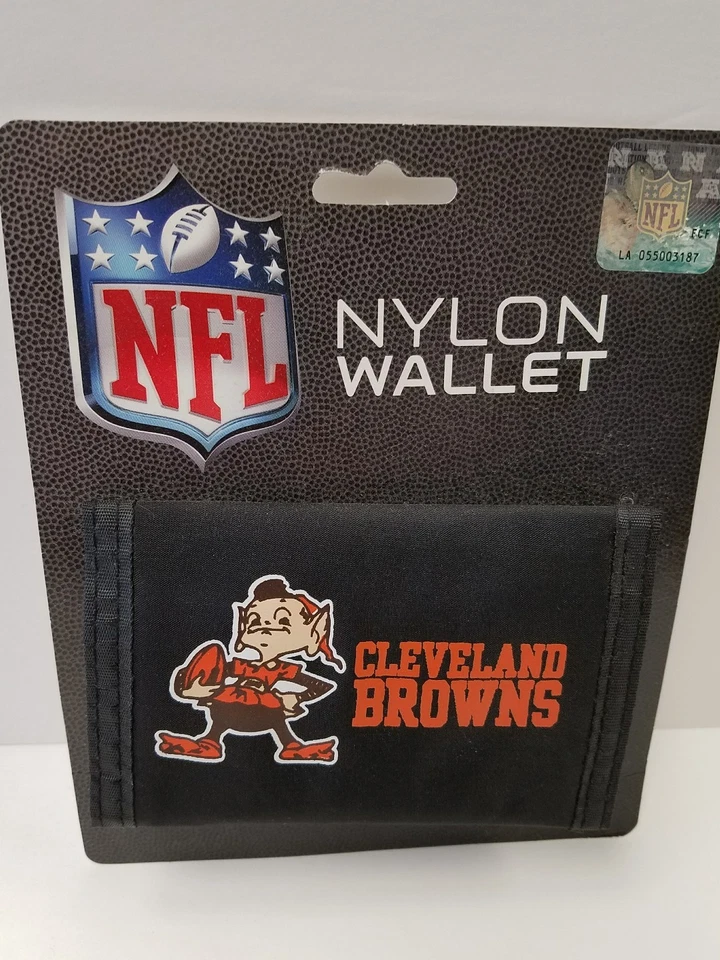 NFL
NYLON
WALLET
NFL
LA 055003187
CLEVELAND
BROWNS